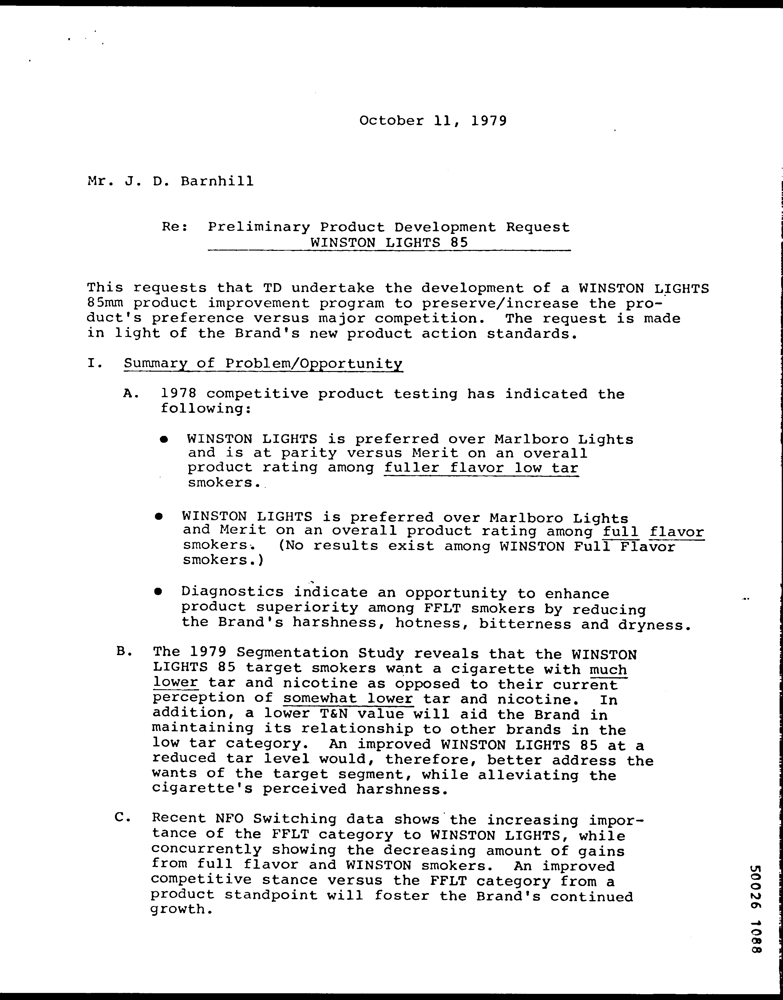 October 11, 1979
Mr. J. D. Barnhill
Re: Preliminary Product Development Request
WINSTON LIGHTS 85
This requests that TD undertake the development of a WINSTON LIGHTS
85mm product improvement program to preserve/increase the pro-
duct's preference versus major competition. The request is made
in light of the Brand's new product action standards.
I. Summary of Problem/Opportunity
A. 1978 competitive product testing has indicated the
following:
● WINSTON LIGHTS is preferred over Marlboro Lights
and is at parity versus Merit on an overall
product rating among fuller flavor low tar
smokers.
● WINSTON LIGHTS is preferred over Marlboro Lights
and Merit on an overall product rating among full flavor
smokers. (No results exist among WINSTON Full Flavor
smokers.)
● Diagnostics indicate an opportunity to enhance
product superiority among FFLT smokers by reducing
the Brand's harshness, hotness, bitterness and dryness.
B. The 1979 Segmentation Study reveals that the WINSTON
LIGHTS 85 target smokers want a cigarette with much
lower tar and nicotine as opposed to their current
perception of somewhat lower tar and nicotine. In
addition, a lower T&N value will aid the Brand in
maintaining its relationship to other brands in the
low tar category. An improved WINSTON LIGHTS 85 at a
reduced tar level would, therefore, better address the
wants of the target segment, while alleviating the
cigarette's perceived harshness.
C. Recent NFO Switching data shows the increasing impor-
tance of the FFLT category to WINSTON LIGHTS, while
concurrently showing the decreasing amount of gains
from full flavor and WINSTON smokers. An improved
competitive stance versus the FFLT category from a
product standpoint will foster the Brand's continued
growth.
50026 1088